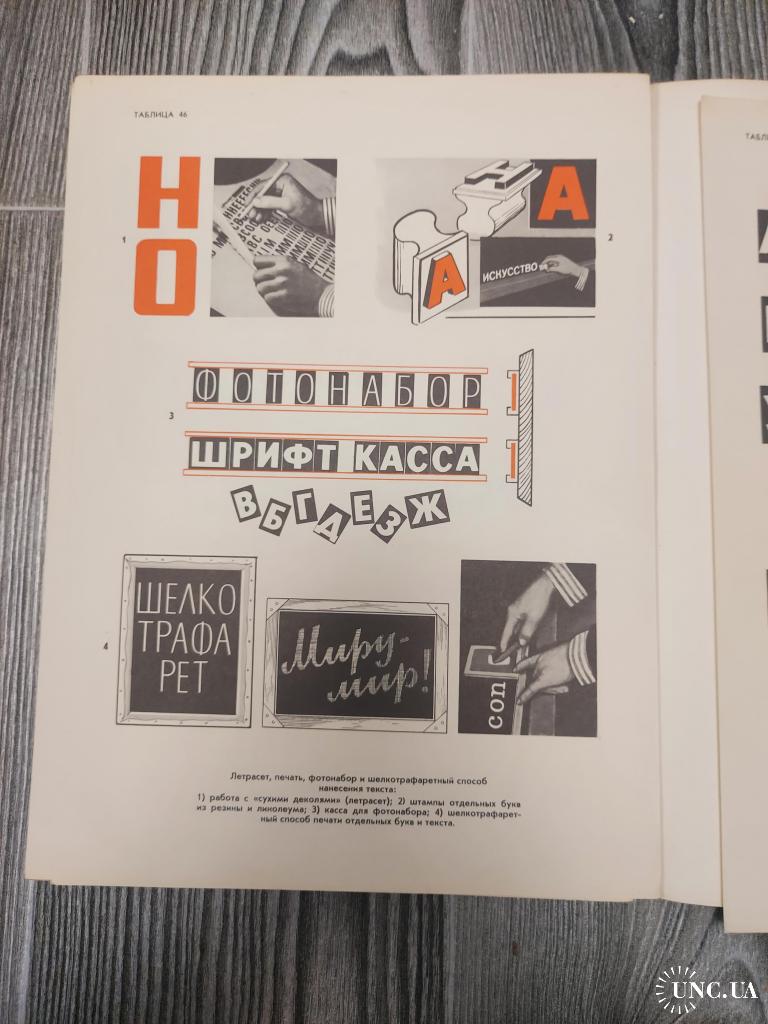 ТАБЛИЦА 46
Н
О
1
Н
А
А
ИСКУССТВО
2
ФОТОНАБОР
3
ШРИФТ КАССА
ВБГДЕЗЖ
4
ШЕЛКО
ТРАФА
РЕТ
Миру-
мир!
соп
Летрасет, печать, фотонабор и шелкотрафаретный способ
нанесения текста:
1) работа с «сухими деколями» (летрасет); 2) штампы отдельных букв
из резины и линолеума; 3) касса для фотонабора; 4) шелкотрафарет-
ный способ печати отдельных букв и текста.
UNC.UA